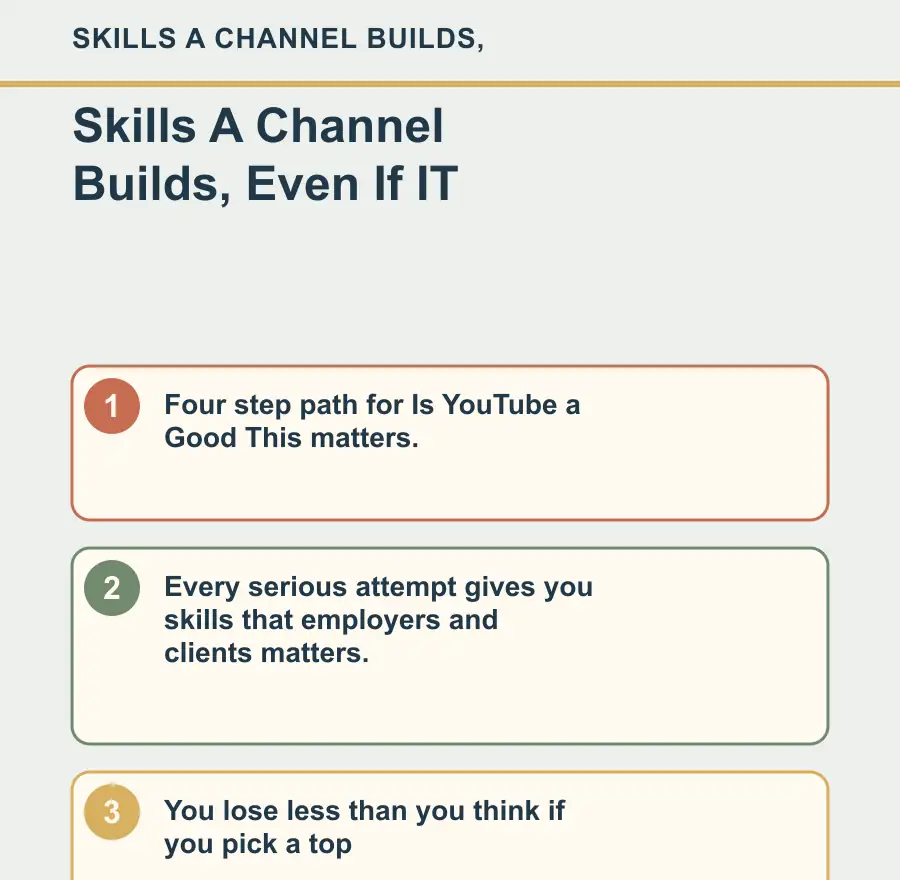 SKILLS A CHANNEL BUILDS,
Skills A Channel
Builds, Even If IT
1
Four step path for Is YouTube a
Good This matters.
2
Every serious attempt gives you
skills that employers and
clients matters.
3
You lose less than you think if
you pick a top